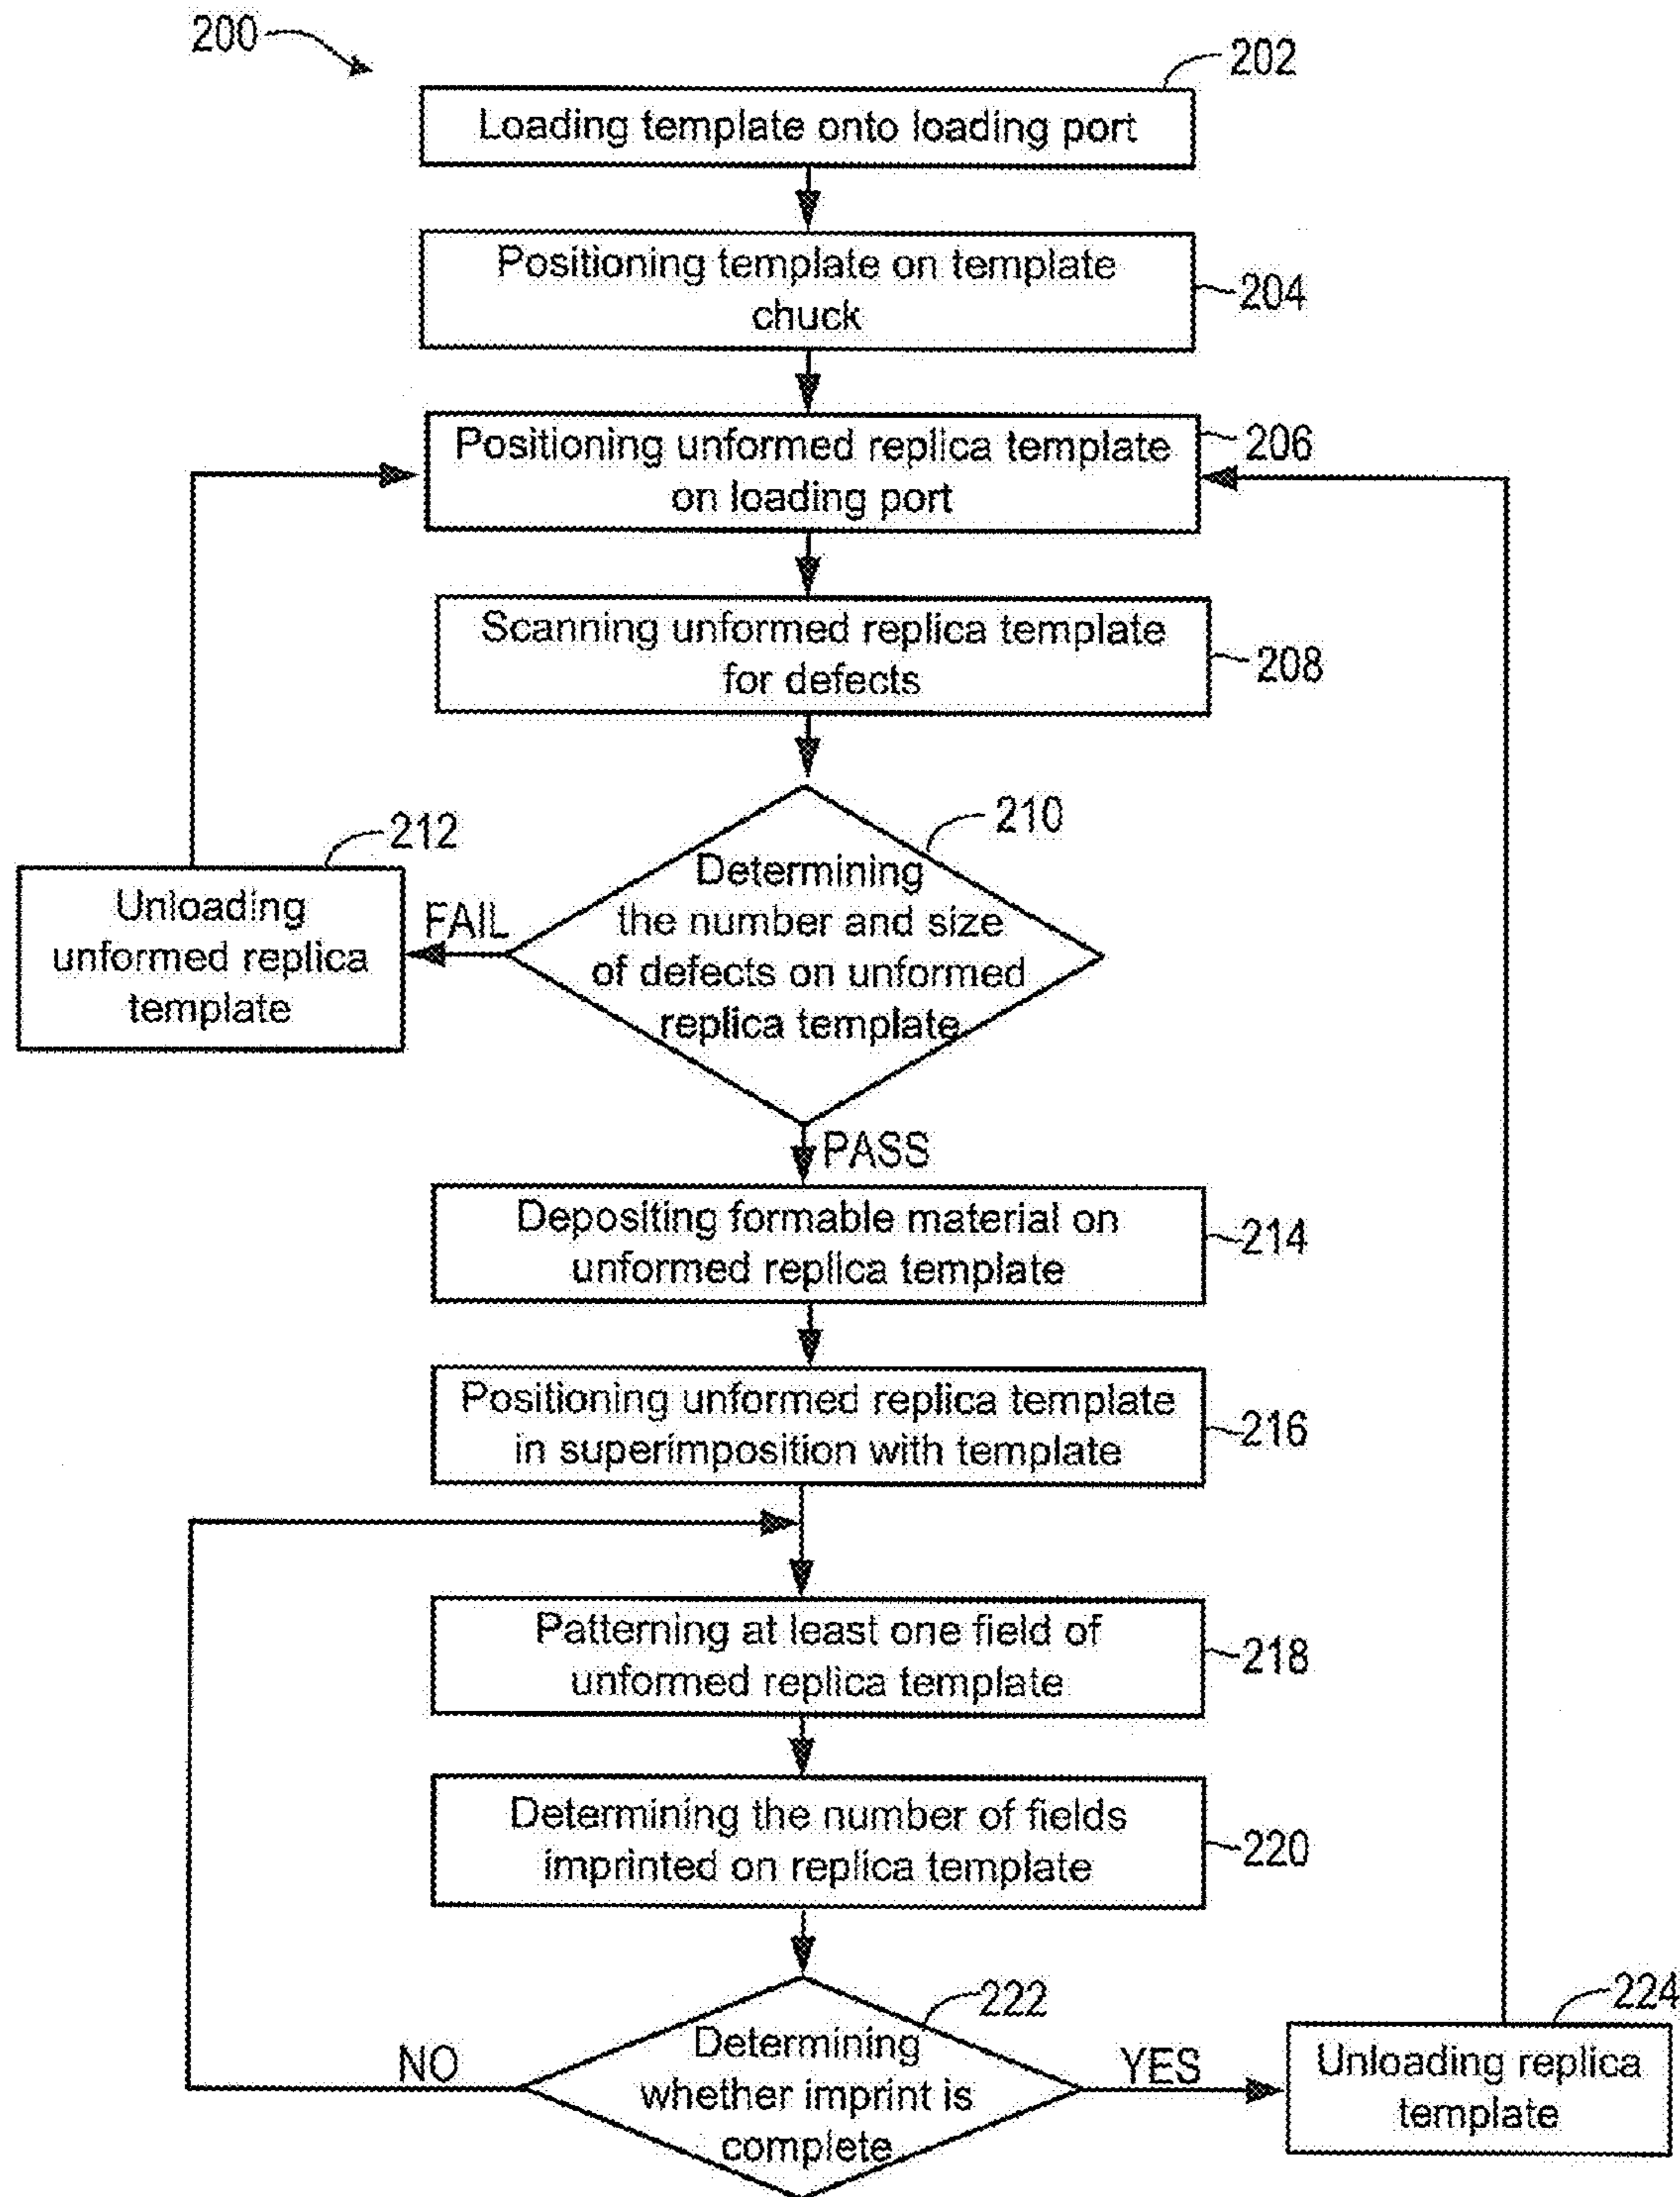 200
202
Loading template onto loading port
Positioning template on template
chuck
204
Positioning unformed replica template
on loading port
206
Scanning unformed replica template
for defects
208
210
Determining
the number and size
of defects on unformed
replica template
212
Unloading
unformed replica
template
FAIL
PASS
Depositing formable material on
unformed replica template
214
Positioning unformed replica template
in superimposition with template
216
Patterning at least one field of
unformed replica template
218
Determining the number of fields
imprinted on replica template
220
222
Determining
whether imprint is
complete
NO
YES
224
Unloading replica
template